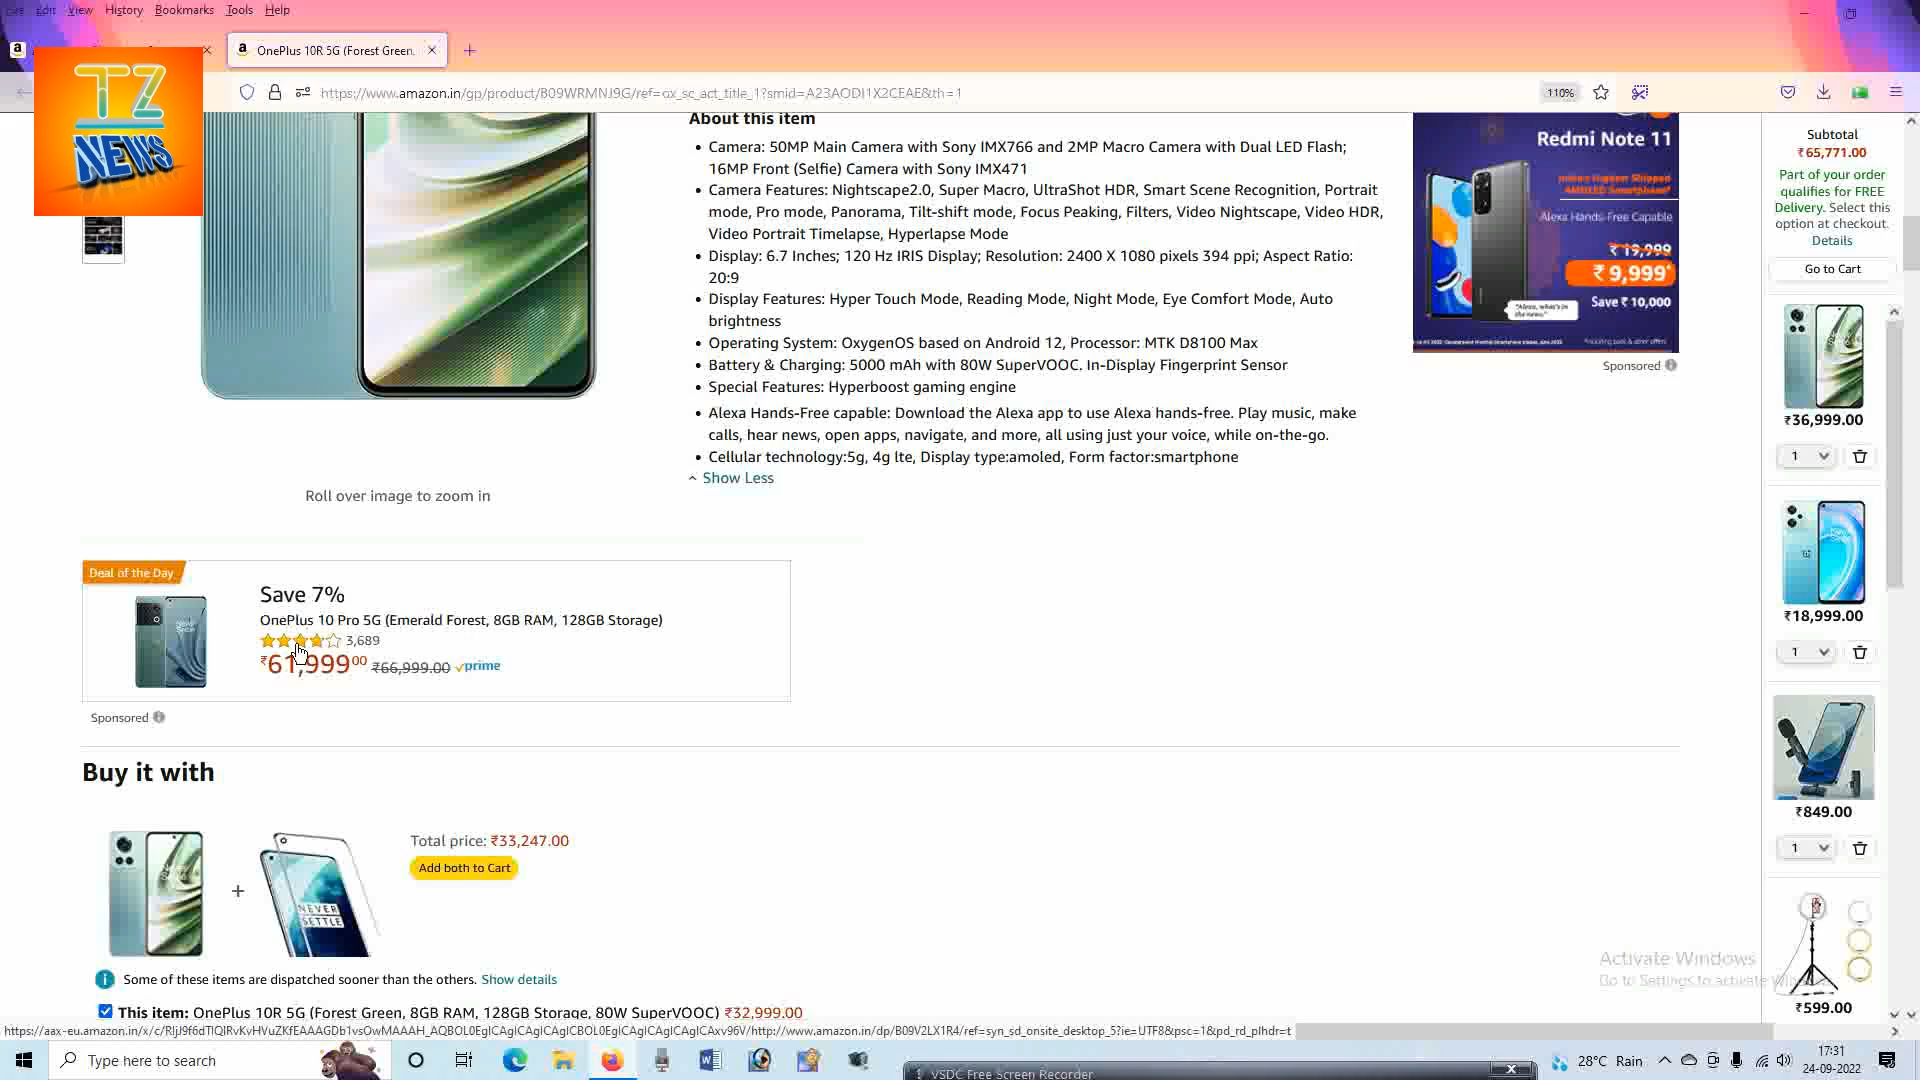 Edit View History Bookmarks Tools Help
OnePlus 10R 5G (Forest Green,
https://www.amazon.in/gp/product/B09WRMNJ9G/ref=ox_sc_act_title_1?smid=A23AODI1X2CEAE&th=1
110%
TZ
NEWS
About this item
Camera: 50MP Main Camera with Sony IMX766 and 2MP Macro Camera with Dual LED Flash;
16MP Front (Selfie) Camera with Sony IMX471
Camera Features: Nightscape2.0, Super Macro, UltraShot HDR, Smart Scene Recognition, Portrait
mode, Pro mode, Panorama, Tilt-shift mode, Focus Peaking, Filters, Video Nightscape, Video HDR,
Video Portrait Timelapse, Hyperlapse Mode
Display: 6.7 Inches; 120 Hz IRIS Display; Resolution: 2400 X 1080 pixels 394 ppi; Aspect Ratio:
20:9
Display Features: Hyper Touch Mode, Reading Mode, Night Mode, Eye Comfort Mode, Auto
brightness
Operating System: OxygenOS based on Android 12, Processor: MTK D8100 Max
Battery & Charging: 5000 mAh with 80W SuperVOOC. In-Display Fingerprint Sensor
Special Features: Hyperboost gaming engine
Alexa Hands-Free capable: Download the Alexa app to use Alexa hands-free. Play music, make
calls, hear news, open apps, navigate, and more, all using just your voice, while on-the-go.
Cellular technology:5g, 4g lte, Display type:amoled, Form factor:smartphone
Show Less
Roll over image to zoom in
Redmi Note 11
Alexa Hands-Free Capable
₹ 19,999
₹ 9,999*
Save ₹ 10,000
"Alexa, what's in
the news."
Sponsored
Subtotal
₹65,771.00
Part of your order
qualifies for FREE
Delivery. Select this
option at checkout.
Details
Go to Cart
₹36,999.00
1
₹18,999.00
1
₹849.00
1
₹599.00
Deal of the Day
Save 7%
OnePlus 10 Pro 5G (Emerald Forest, 8GB RAM, 128GB Storage)
3,689
₹61,99900 ₹66,999.00 prime
Sponsored
Buy it with
NEVER
SETTLE
+
Total price: ₹33,247.00
Add both to Cart
Some of these items are dispatched sooner than the others. Show details
This item: OnePlus 10R 5G (Forest Green, 8GB RAM, 128GB Storage, 80W SuperVOOC) ₹32,999.00
Activate Windows
Go to Settings to activate
Type here to search
VSDC Free Screen Recorder
28°C Rain
17:31
24-09-2022